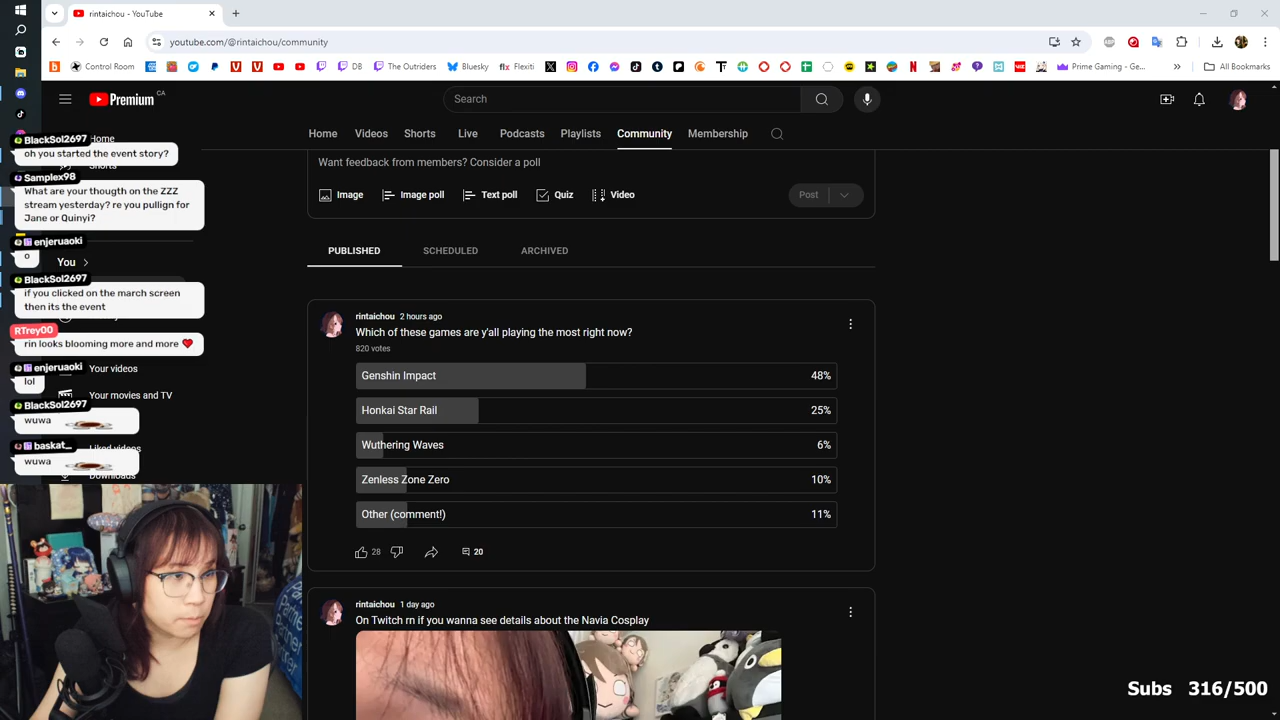 rintaichou - YouTube
youtube.com/@rintaichou/community
Control Room
DB
The Outriders
Bluesky
Flexiti
Prime Gaming - Ge...
All Bookmarks
Premium CA
Search
Home
Videos
Shorts
Live
Podcasts
Playlists
Community
Membership
Want feedback from members? Consider a poll
Image
Image poll
Text poll
Quiz
Video
Post
PUBLISHED
SCHEDULED
ARCHIVED
rintaichou 2 hours ago
Which of these games are y'all playing the most right now?
820 votes
Genshin Impact 48%
Honkai Star Rail 25%
Wuthering Waves 6%
Zenless Zone Zero 10%
Other (comment!) 11%
28
20
rintaichou 1 day ago
On Twitch rn if you wanna see details about the Navia Cosplay
Home
BlackSol2697
oh you started the event story?
Shorts
Samplex98
What are your thougth on the ZZZ
stream yesterday? re you pullign for
Jane or Quinyi?
enjeruaoki
o
You
BlackSol2697
if you clicked on the march screen
then its the event
RTrey00
rin looks blooming more and more
enjeruaoki
lol
Your videos
Your movies and TV
BlackSol2697
wuwa
baskat_
wuwa
Liked videos
Downloads
Subs 316/500